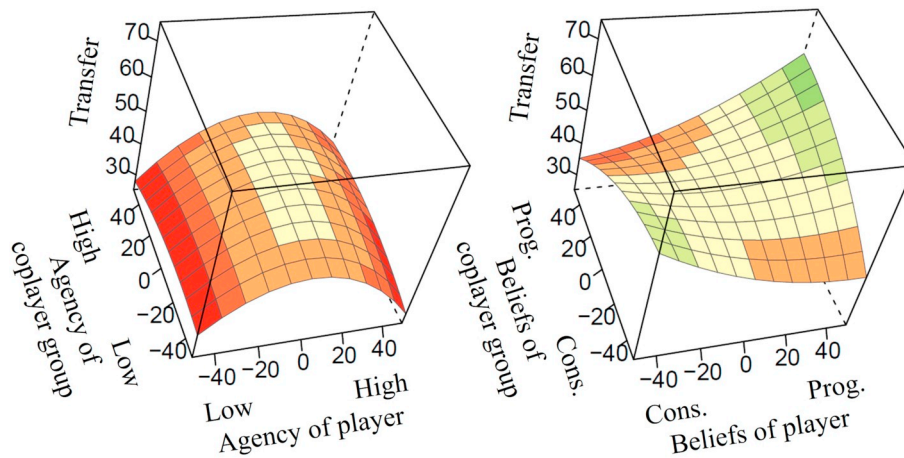 Transfer
70
60
50
40
30
40
20
0
−20
−40
High
Agency of
coplayer group
Low
−40 −20 0 20 40
Low
High
Agency of player
Transfer
70
60
50
40
30
40
20
0
−20
−40
Prog.
Beliefs of
coplayer group
Cons.
−40 −20 0 20 40
Cons.
Prog.
Beliefs of player